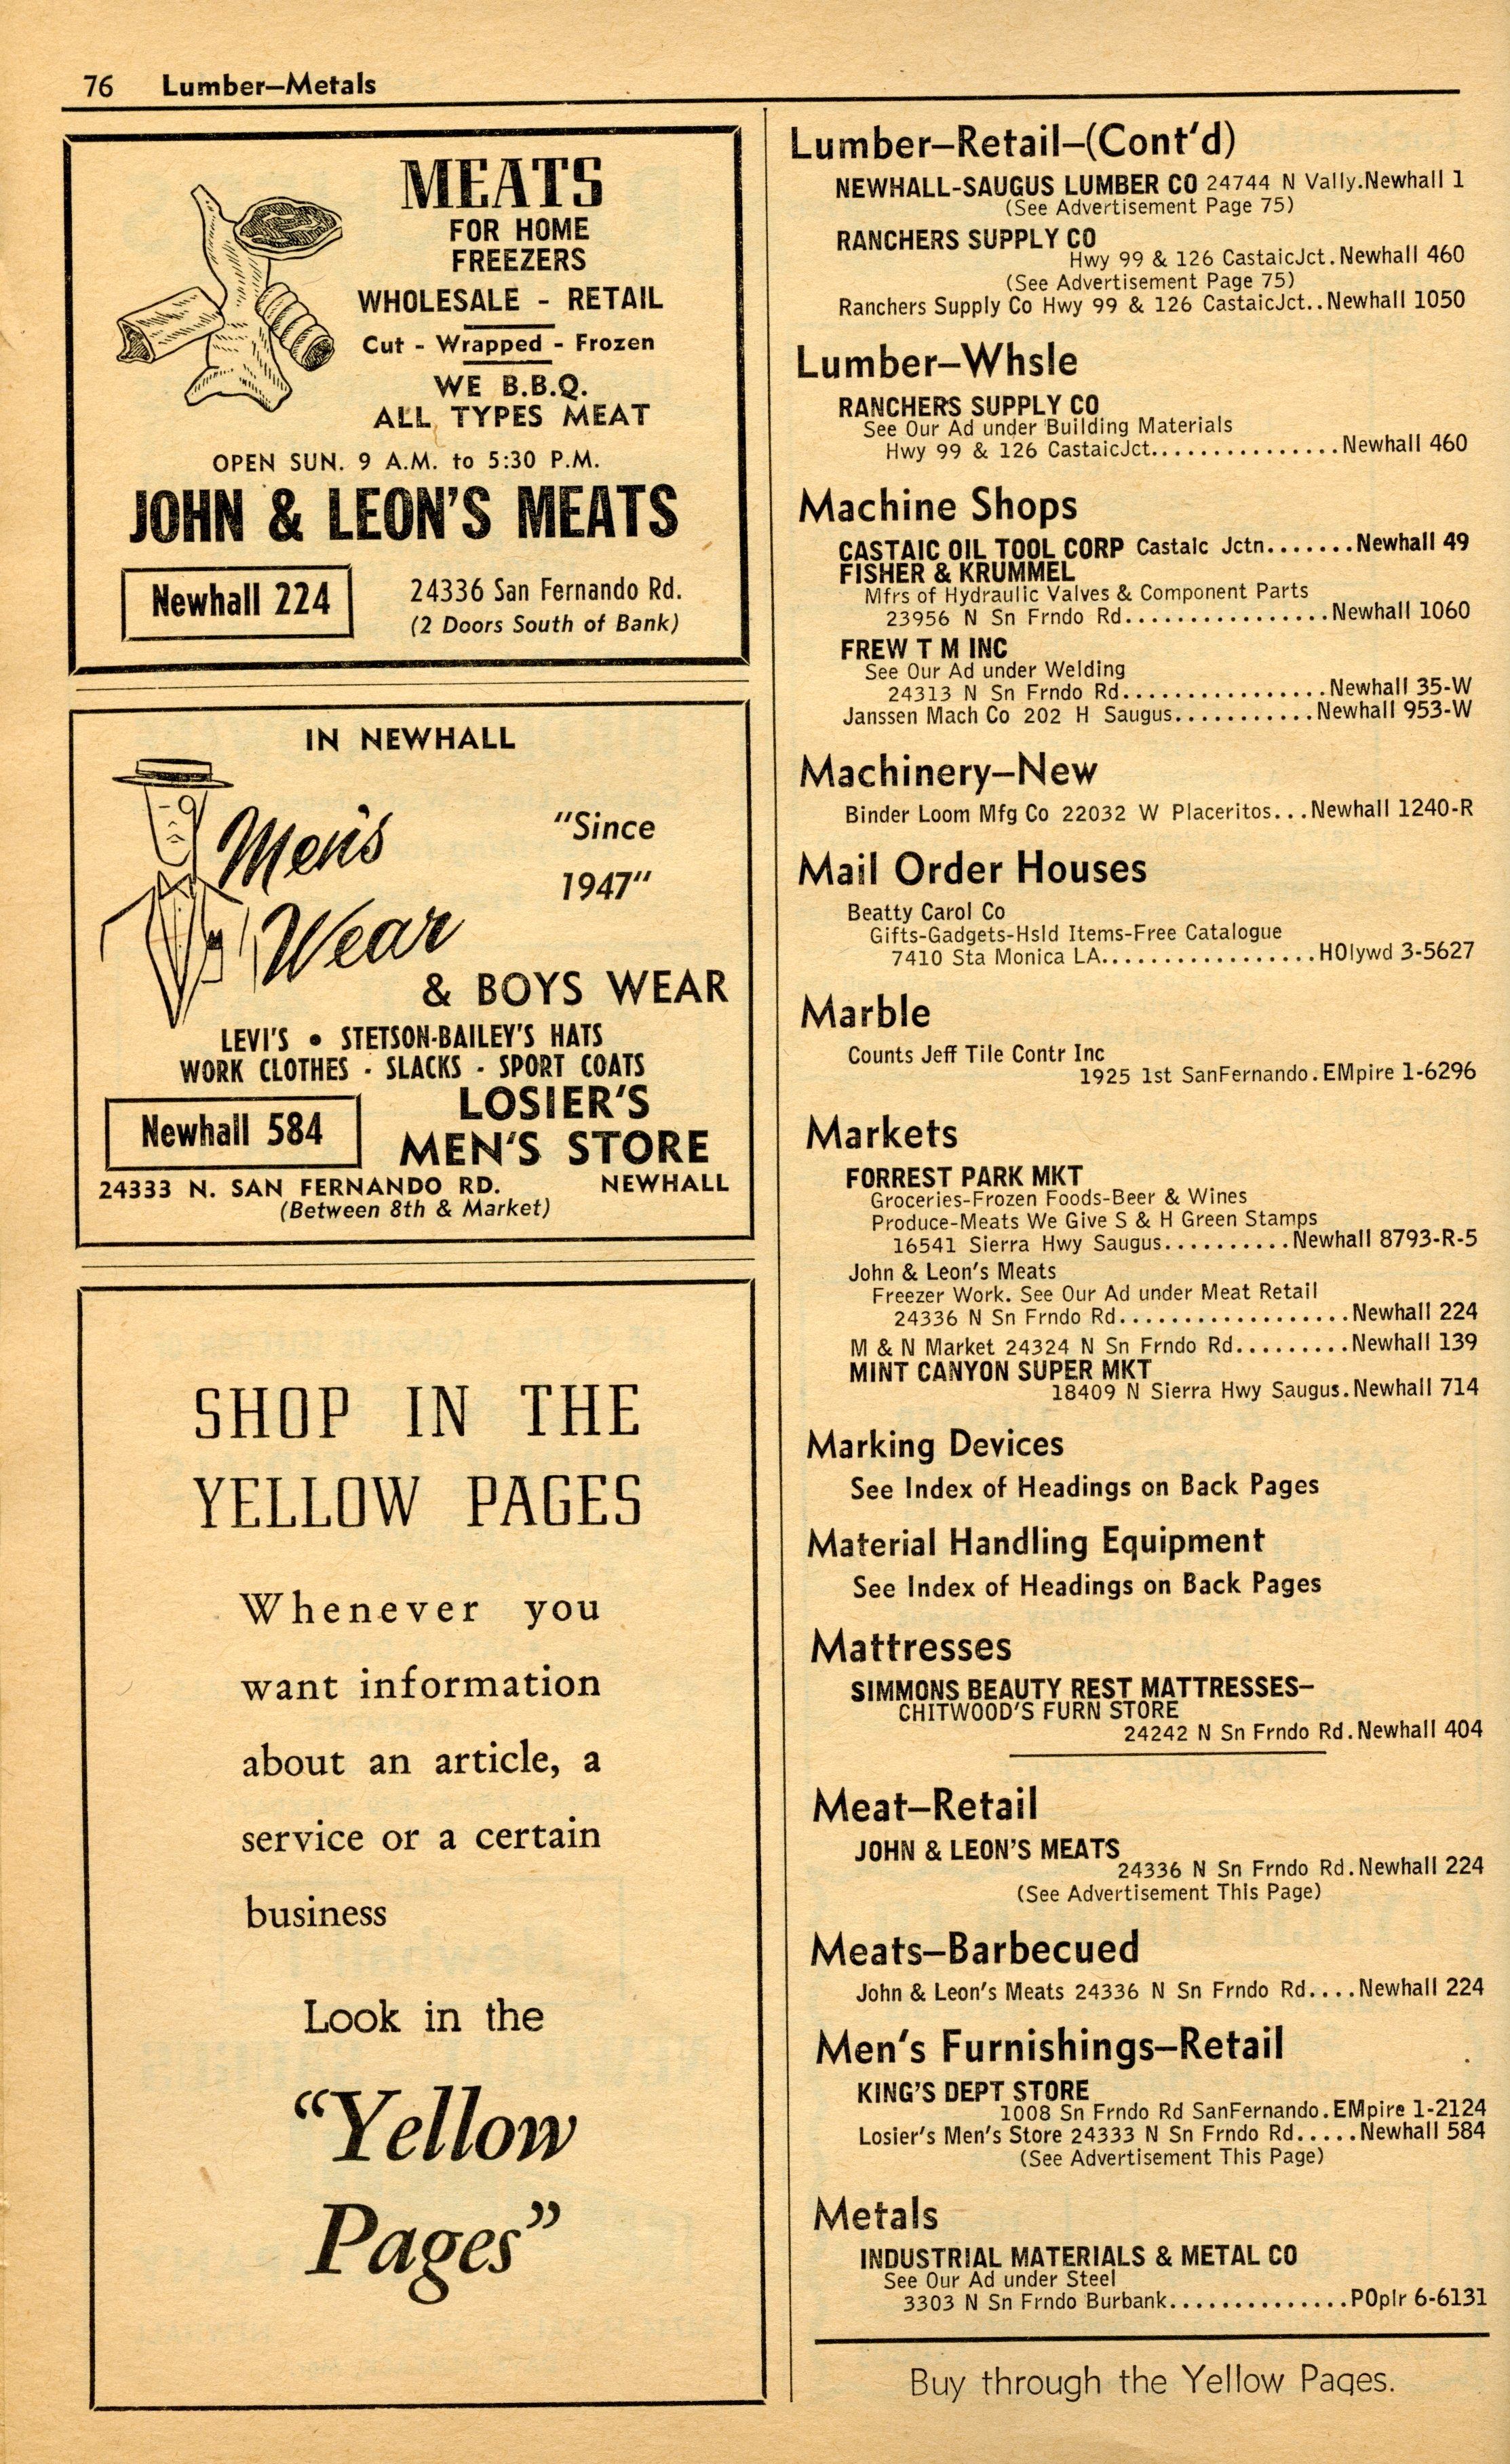 76 Lumber—Metals
MEATS
FOR HOME
FREEZERS
WHOLESALE - RETAIL
Cut - Wrapped - Frozen
WE B.B.Q.
ALL TYPES MEAT
OPEN SUN. 9 A.M. to 5:30 P.M.
JOHN & LEON'S MEATS
Newhall 224
24336 San Fernando Rd.
(2 Doors South of Bank)
IN NEWHALL
Men's
Wear
"Since
1947"
& BOYS WEAR
LEVI'S • STETSON-BAILEY'S HATS
WORK CLOTHES - SLACKS - SPORT COATS
Newhall 584
LOSIER'S
MEN'S STORE
24333 N. SAN FERNANDO RD. NEWHALL
(Between 8th & Market)
SHOP IN THE
YELLOW PAGES
Whenever you
want information
about an article, a
service or a certain
business
Look in the
“Yellow
Pages”
Lumber—Retail—(Cont'd)
NEWHALL-SAUGUS LUMBER CO 24744 N Vally.Newhall 1
(See Advertisement Page 75)
RANCHERS SUPPLY CO
Hwy 99 & 126 CastaicJct.Newhall 460
(See Advertisement Page 75)
Ranchers Supply Co Hwy 99 & 126 CastaicJct..Newhall 1050
Lumber—Whsle
RANCHERS SUPPLY CO
See Our Ad under Building Materials
Hwy 99 & 126 CastaicJct...............Newhall 460
Machine Shops
CASTAIC OIL TOOL CORP Castaic Jctn.......Newhall 49
FISHER & KRUMMEL
Mfrs of Hydraulic Valves & Component Parts
23956 N Sn Frndo Rd................Newhall 1060
FREW T M INC
See Our Ad under Welding
24313 N Sn Frndo Rd................Newhall 35-W
Janssen Mach Co 202 H Saugus...........Newhall 953-W
Machinery—New
Binder Loom Mfg Co 22032 W Placeritos...Newhall 1240-R
Mail Order Houses
Beatty Carol Co
Gifts-Gadgets-Hsld Items-Free Catalogue
7410 Sta Monica LA.................HOlywd 3-5627
Marble
Counts Jeff Tile Contr Inc
1925 1st SanFernando.EMpire 1-6296
Markets
FORREST PARK MKT
Groceries-Frozen Foods-Beer & Wines
Produce-Meats We Give S & H Green Stamps
16541 Sierra Hwy Saugus..........Newhall 8793-R-5
John & Leon's Meats
Freezer Work. See Our Ad under Meat Retail
24336 N Sn Frndo Rd..................Newhall 224
M & N Market 24324 N Sn Frndo Rd.........Newhall 139
MINT CANYON SUPER MKT
18409 N Sierra Hwy Saugus.Newhall 714
Marking Devices
See Index of Headings on Back Pages
Material Handling Equipment
See Index of Headings on Back Pages
Mattresses
SIMMONS BEAUTY REST MATTRESSES—
CHITWOOD'S FURN STORE
24242 N Sn Frndo Rd.Newhall 404
Meat—Retail
JOHN & LEON'S MEATS
24336 N Sn Frndo Rd.Newhall 224
(See Advertisement This Page)
Meats—Barbecued
John & Leon's Meats 24336 N Sn Frndo Rd....Newhall 224
Men's Furnishings—Retail
KING'S DEPT STORE
1008 Sn Frndo Rd SanFernando.EMpire 1-2124
Losier's Men's Store 24333 N Sn Frndo Rd.....Newhall 584
(See Advertisement This Page)
Metals
INDUSTRIAL MATERIALS & METAL CO
See Our Ad under Steel
3303 N Sn Frndo Burbank..............POplr 6-6131
Buy through the Yellow Pages.